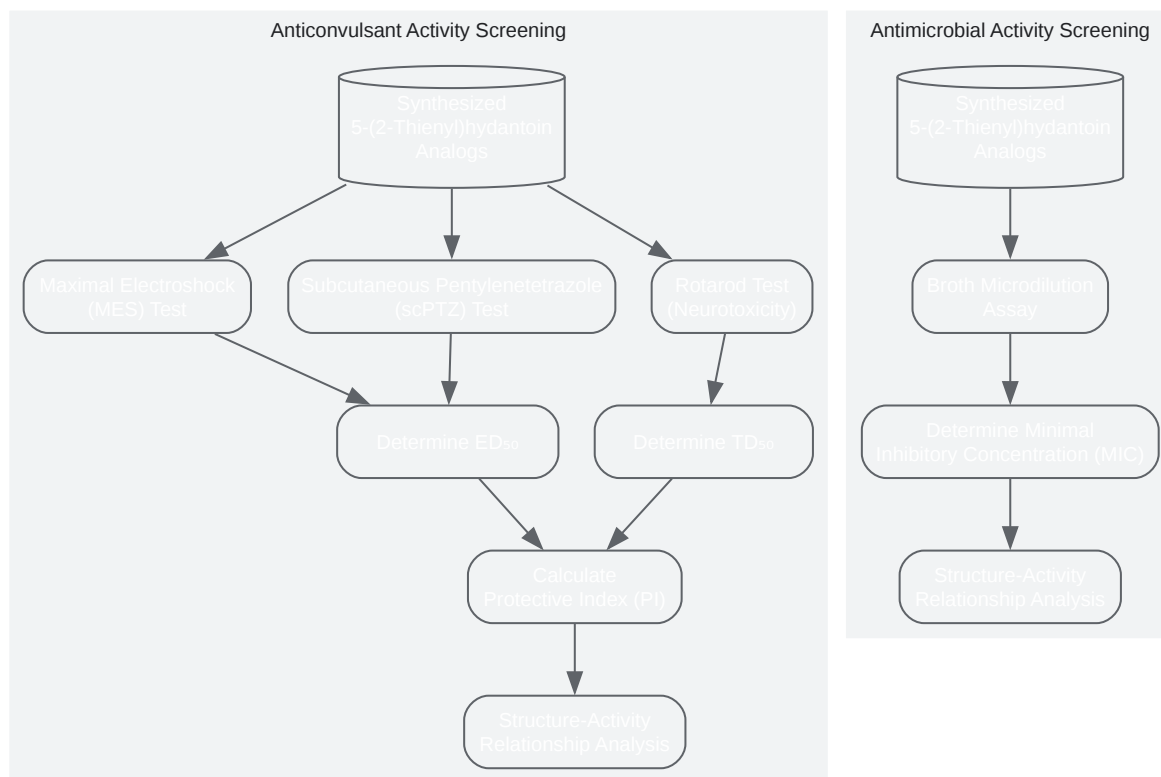 Anticonvulsant Activity Screening
Synthesized
5-(2-Thienyl)hydantoin
Analogs
Maximal Electroshock
(MES) Test
Subcutaneous Pentylenetetrazole
(scPTZ) Test
Rotarod Test
(Neurotoxicity)
Determine ED₅₀
Determine TD₅₀
Calculate
Protective Index (PI)
Structure-Activity
Relationship Analysis
Antimicrobial Activity Screening
Synthesized
5-(2-Thienyl)hydantoin
Analogs
Broth Microdilution
Assay
Determine Minimal
Inhibitory Concentration (MIC)
Structure-Activity
Relationship Analysis